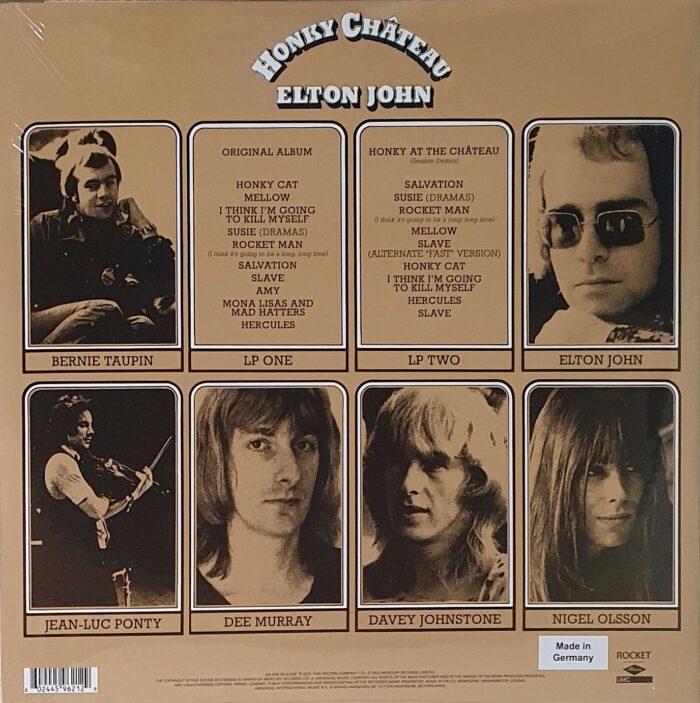 HONKY CHÂTEAU
ELTON JOHN
ORIGINAL ALBUM
HONKY CAT
MELLOW
I THINK I'M GOING
TO KILL MYSELF
SUSIE (DRAMAS)
ROCKET MAN
(I think it's going to be a long, long time)
SALVATION
SLAVE
AMY
MONA LISAS AND
MAD HATTERS
HERCULES
HONKY AT THE CHÂTEAU
(Session Demos)
SALVATION
SUSIE (DRAMAS)
ROCKET MAN
(I think it's going to be a long, long time)
MELLOW
SLAVE
(ALTERNATE "FAST" VERSION)
HONKY CAT
I THINK I'M GOING
TO KILL MYSELF
HERCULES
SLAVE
BERNIE TAUPIN
LP ONE
LP TWO
ELTON JOHN
JEAN-LUC PONTY
DEE MURRAY
DAVEY JOHNSTONE
NIGEL OLSSON
Made in
Germany
ROCKET
UMC
6 02445 96212 9